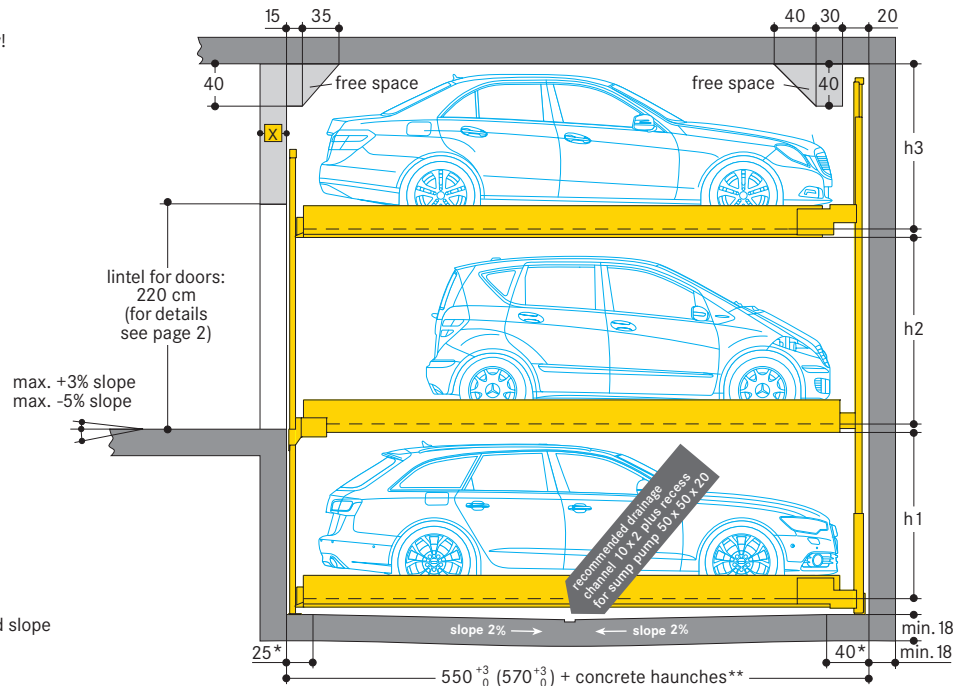 15 35 40 30 20
!
40
free space
free space
40
X
h3
lintel for doors:
220 cm
(for details
see page 2)
h2
max. +3% slope
max. -5% slope
h1
recommended drainage
channel 10 x 2 plus recess
for sump pump 50 x 50 x 20
d slope
slope 2%
slope 2%
min. 18
25*
40*
min. 18
550 +3 0 (570 +3 0) + concrete haunches**